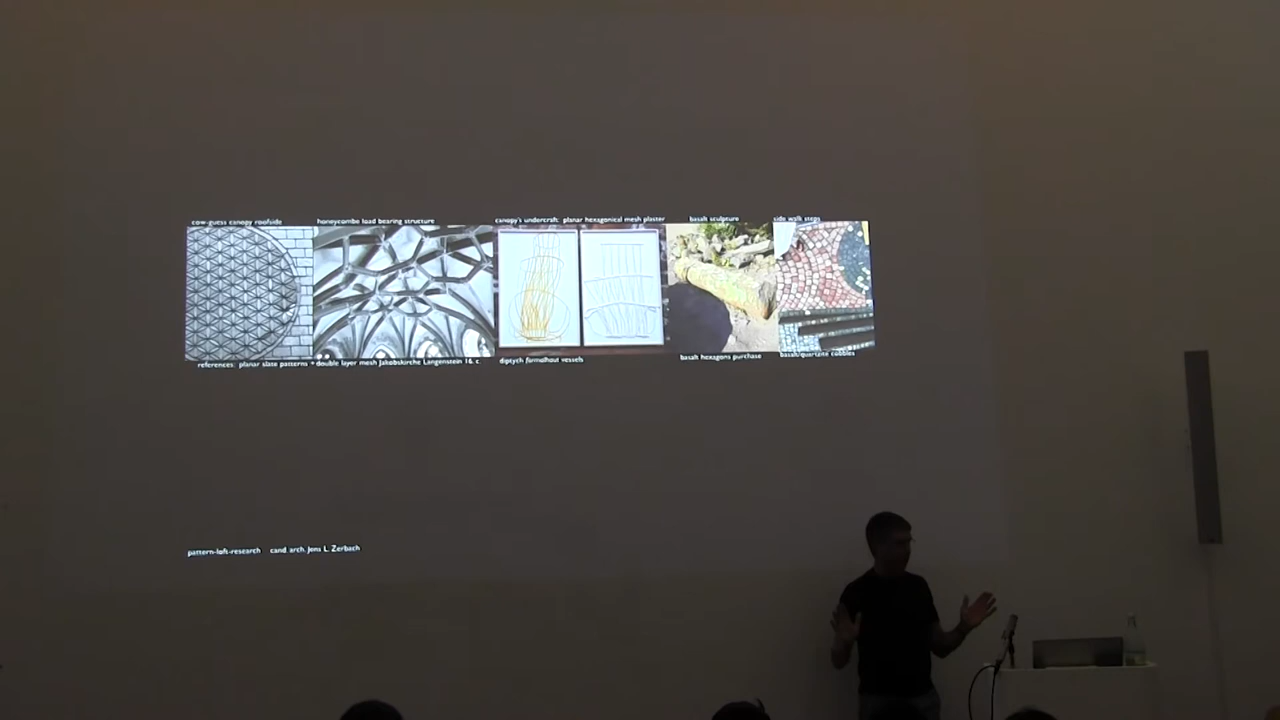 cow-guess canopy roofside
honeycombe load bearing structure
canopy's undercraft: planar hexagonical mesh plaster
basalt sculpture
side walk steps
references: planar slate patterns + double layer mesh Jakobskirche Langenstein 16. c
diptych formalhaut vessels
basalt hexagons purchase
basalt/quartzite cobbles
pattern-loft-research cand. arch. Jens L. Zerbach